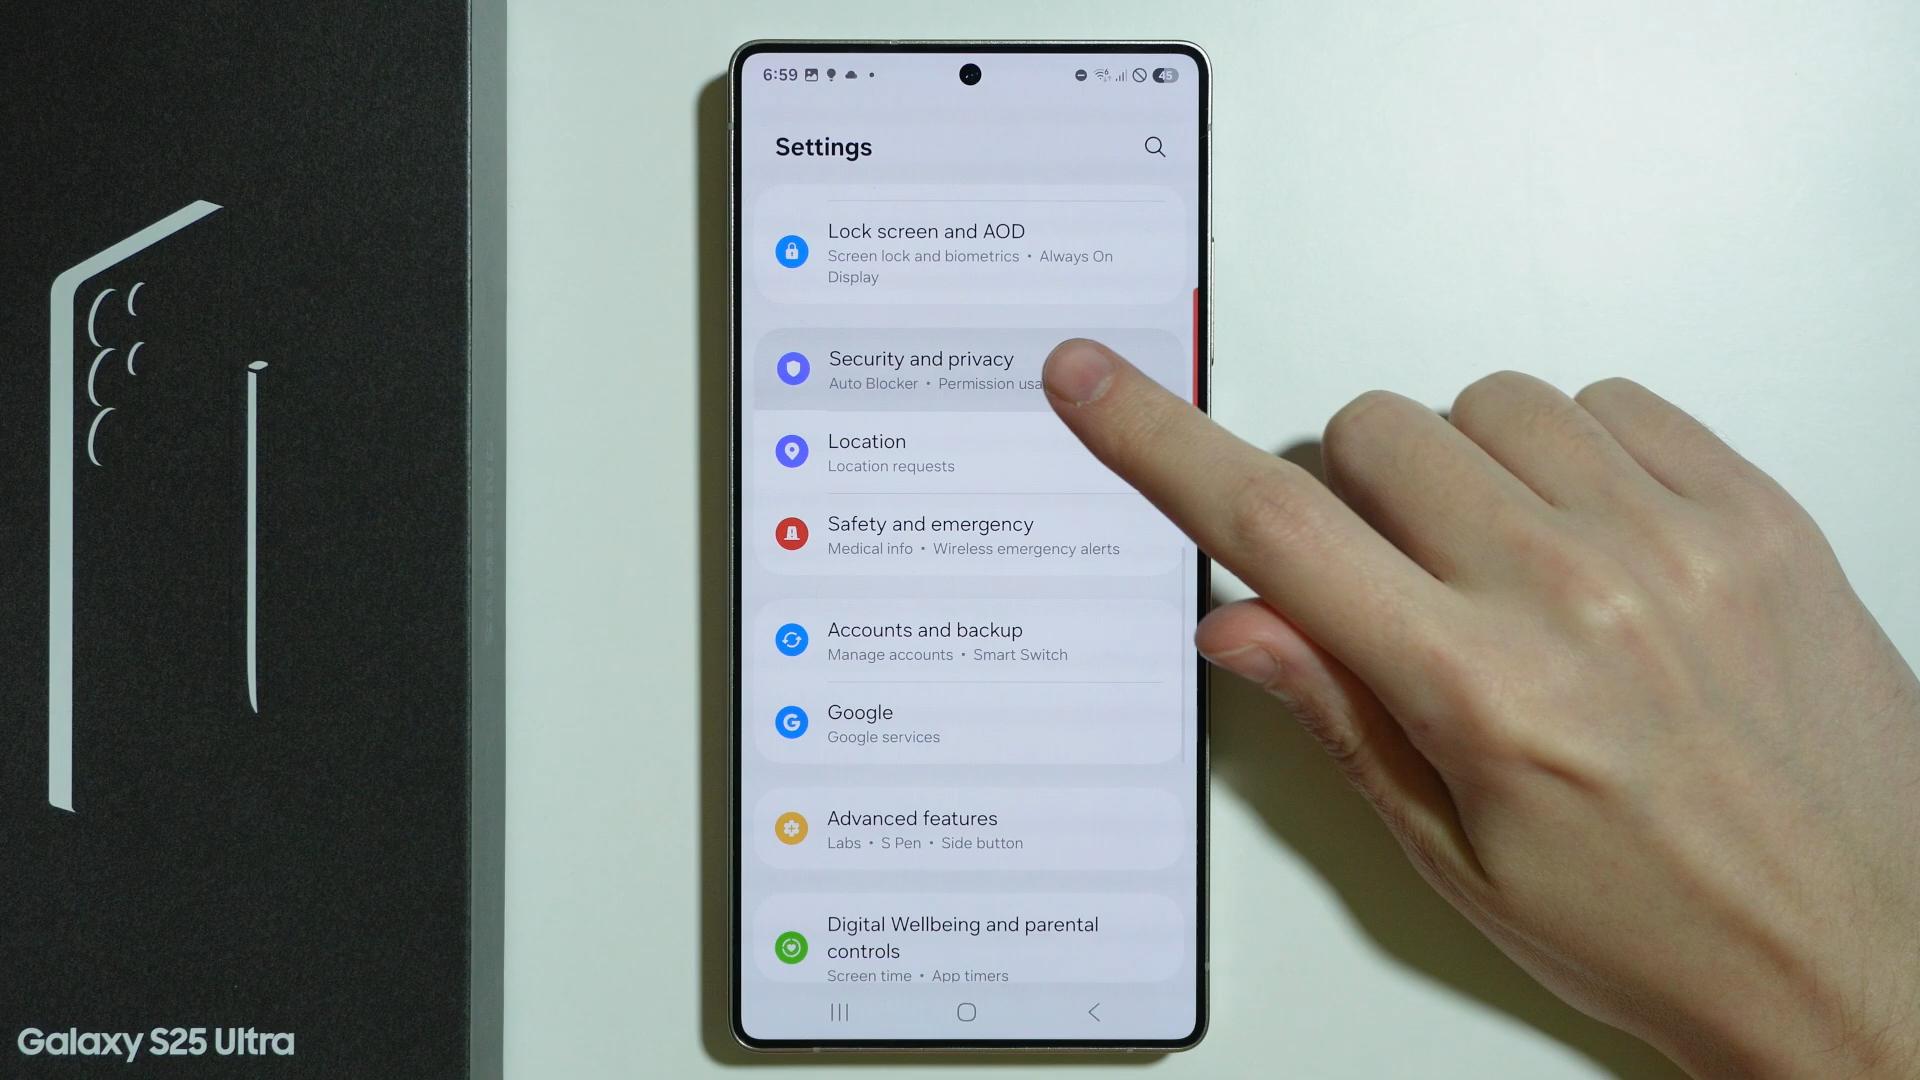 6:59
45
Settings
Lock screen and AOD
Screen lock and biometrics • Always On
Display
Security and privacy
Auto Blocker • Permission
Location
Location requests
Safety and emergency
Medical info • Wireless emergency alerts
Accounts and backup
Manage accounts • Smart Switch
Google
Google services
Advanced features
Labs • S Pen • Side button
Digital Wellbeing and parental
controls
Screen time • App timers
Galaxy S25 Ultra